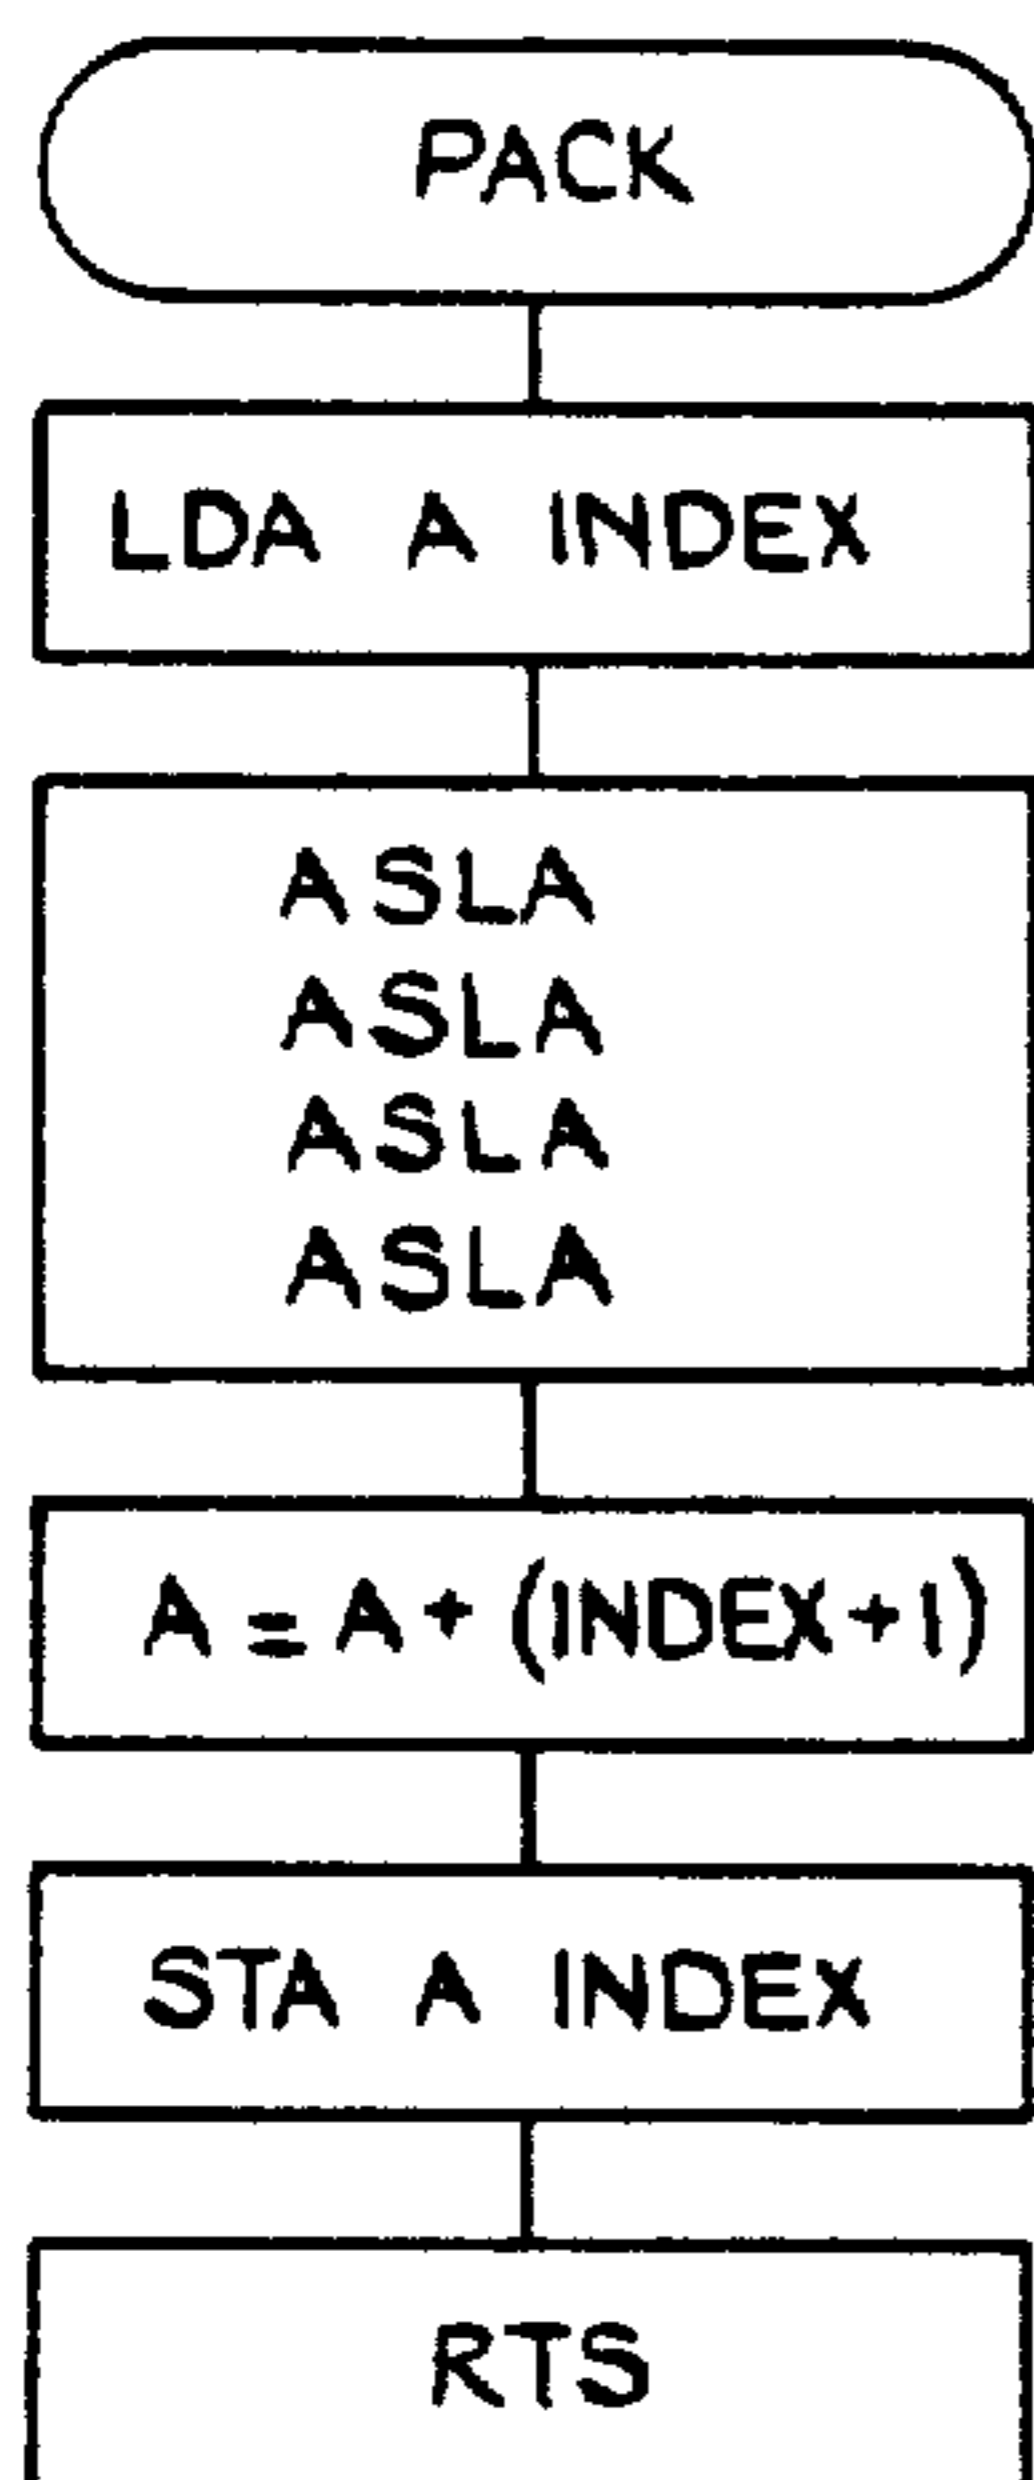 PACK
LDA A INDEX
ASLA
ASLA
ASLA
ASLA
A = A + (INDEX+1)
STA A INDEX
RTS